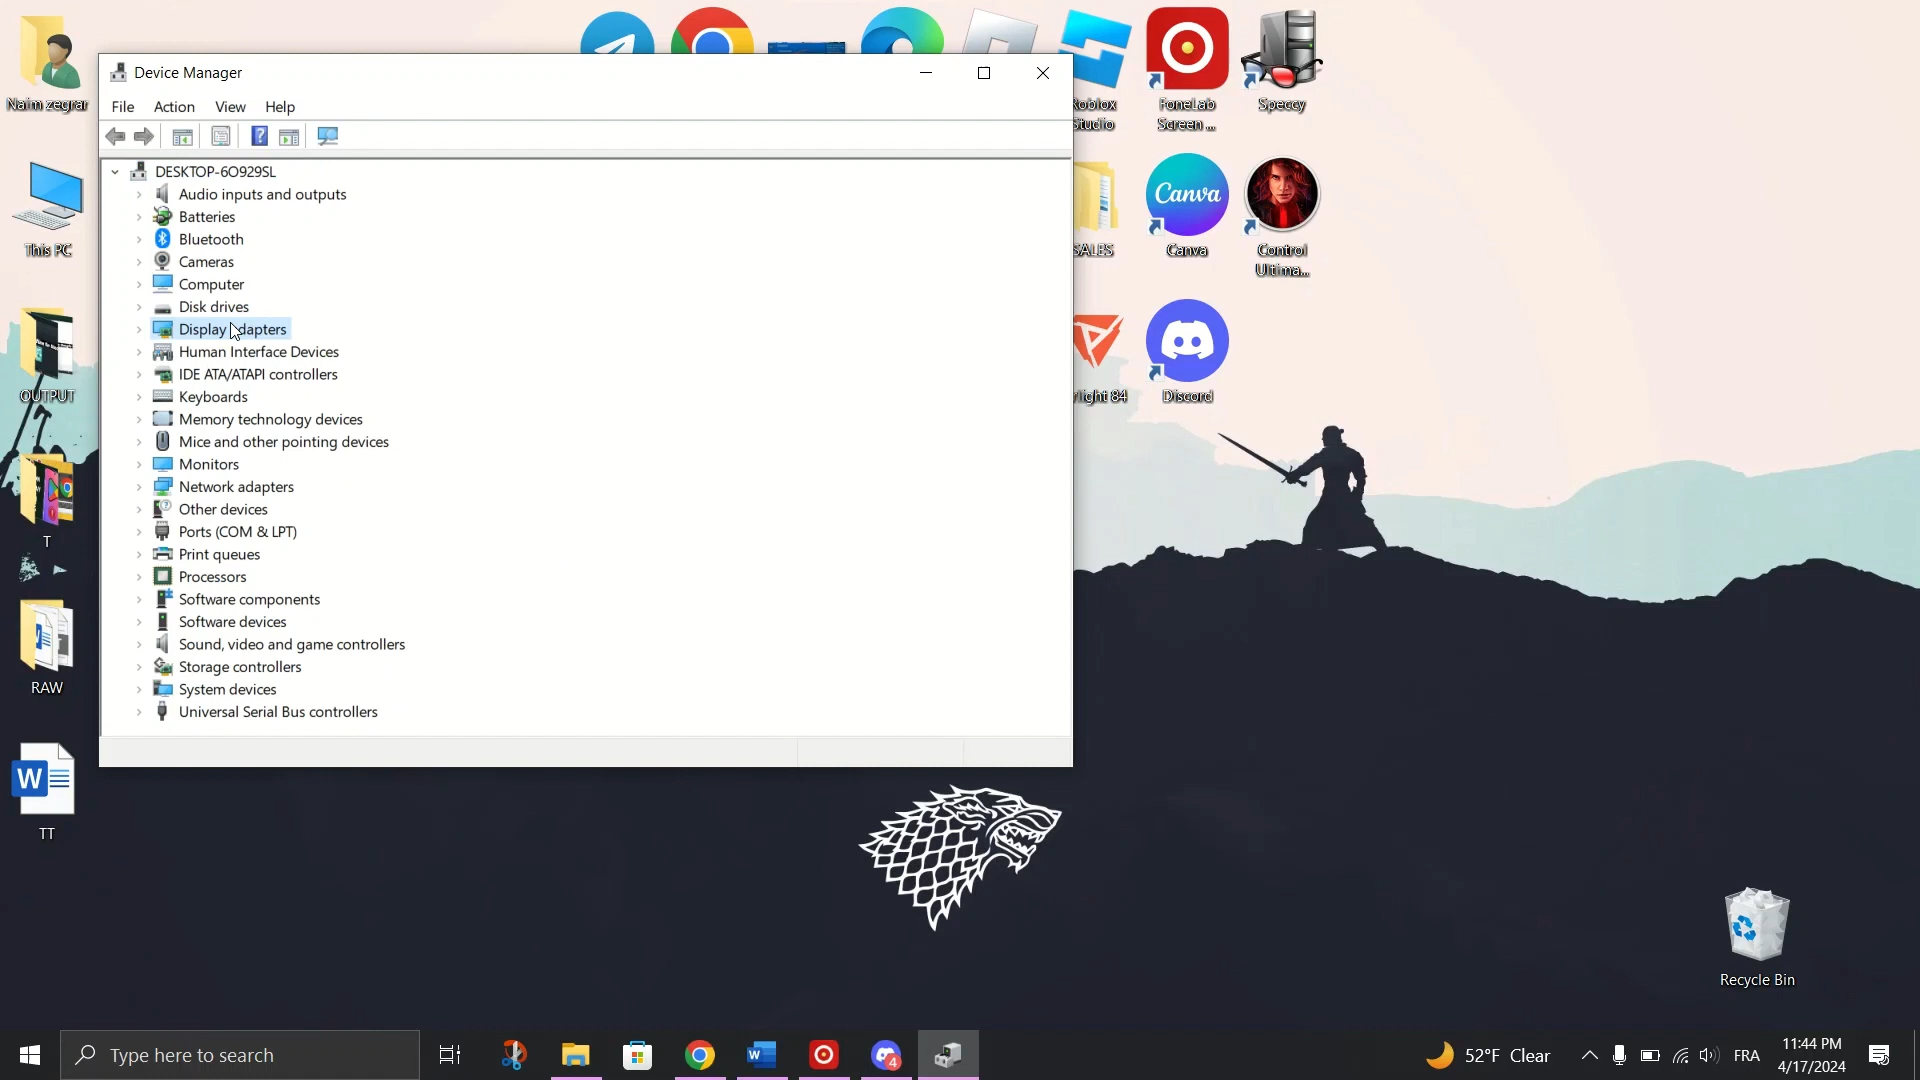 Naim zegrar
This PC
OUTPUT
T
RAW
TT
Device Manager
File Action View Help
DESKTOP-6O929SL
Audio inputs and outputs
Batteries
Bluetooth
Cameras
Computer
Disk drives
Display adapters
Human Interface Devices
IDE ATA/ATAPI controllers
Keyboards
Memory technology devices
Mice and other pointing devices
Monitors
Network adapters
Other devices
Ports (COM & LPT)
Print queues
Processors
Software components
Software devices
Sound, video and game controllers
Storage controllers
System devices
Universal Serial Bus controllers
Roblox
Studio
FoneLab
Screen ...
Speccy
SALES
Canva
Canva
Control
Ultima...
light 84
Discord
Recycle Bin
Type here to search
W
W
4
52°F Clear
FRA
11:44 PM
4/17/2024